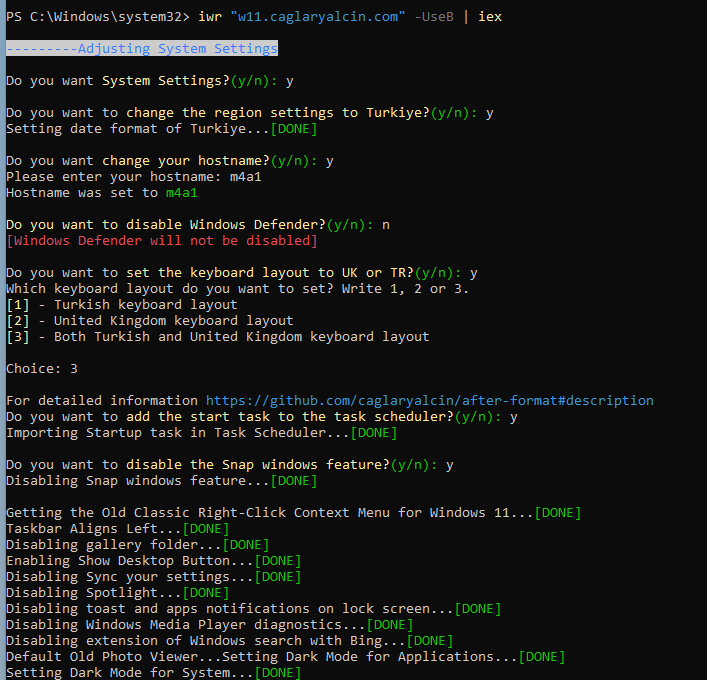 PS C:\Windows\system32> iwr "w11.caglaryalcin.com" -UseB | iex
---------Adjusting System Settings
Do you want System Settings?(y/n): y
Do you want to change the region settings to Turkiye?(y/n): y
Setting date format of Turkiye...[DONE]
Do you want change your hostname?(y/n): y
Please enter your hostname: m4a1
Hostname was set to m4a1
Do you want to disable Windows Defender?(y/n): n
[Windows Defender will not be disabled]
Do you want to set the keyboard layout to UK or TR?(y/n): y
Which keyboard layout do you want to set? Write 1, 2 or 3.
[1] - Turkish keyboard layout
[2] - United Kingdom keyboard layout
[3] - Both Turkish and United Kingdom keyboard layout
Choice: 3
For detailed information https://github.com/caglaryalcin/after-format#description
Do you want to add the start task to the task scheduler?(y/n): y
Importing Startup task in Task Scheduler...[DONE]
Do you want to disable the Snap windows feature?(y/n): y
Disabling Snap windows feature...[DONE]
Getting the Old Classic Right-Click Context Menu for Windows 11...[DONE]
Taskbar Aligns Left...[DONE]
Disabling gallery folder...[DONE]
Enabling Show Desktop Button...[DONE]
Disabling Sync your settings...[DONE]
Disabling Spotlight...[DONE]
Disabling toast and apps notifications on lock screen...[DONE]
Disabling Windows Media Player diagnostics...[DONE]
Disabling extension of Windows search with Bing...[DONE]
Default Old Photo Viewer...Setting Dark Mode for Applications...[DONE]
Setting Dark Mode for System...[DONE]